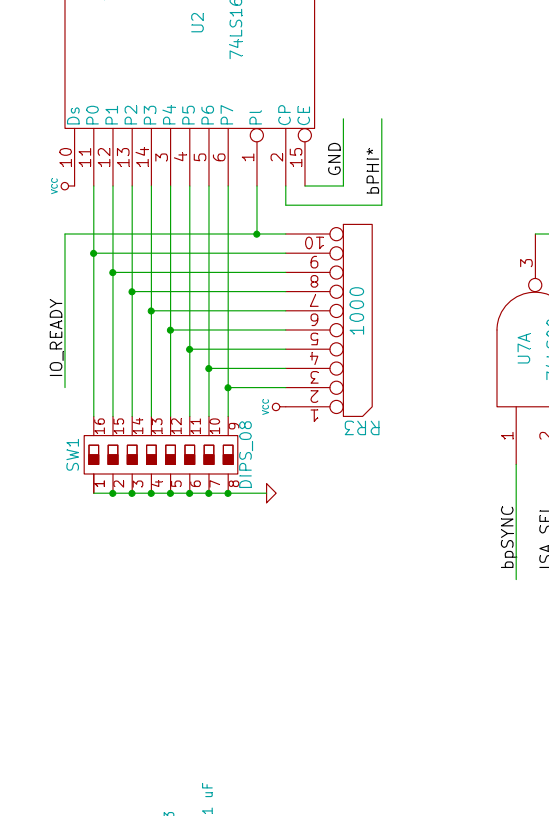 U2
74LS16
Ds
P0
P1
P2
P3
P4
P5
P6
P7
Pl
CP
CE
10
11
12
13
14
3
4
5
6
1
2
15
vcc
GND
bPHI*
IO_READY
10
9
8
7
6
5
4
3
2
1
vcc
1000
RR3
SW1
DIPS_08
16
15
14
13
12
11
10
9
1
2
3
4
5
6
7
8
3
U7A
1
2
bpSYNC
1 uF